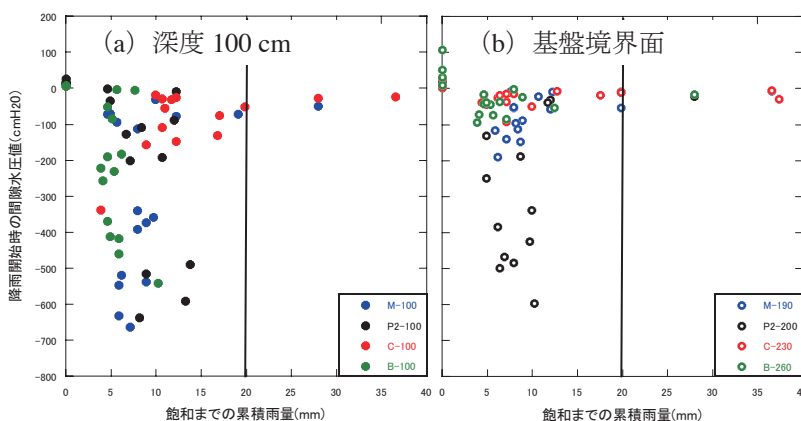 (a) 深度 100 cm
(b) 基盤境界面
降雨開始時の間隙水圧値(cmH20)
200
100
0
-100
-200
-300
-400
-500
-600
-700
-800
M-100
P2-100
C-100
B-100
M-190
P2-200
C-230
B-260
0 5 10 15 20 25 30 35 40
0 5 10 15 20 25 30 35 40
飽和までの累積雨量(mm)
飽和までの累積雨量(mm)